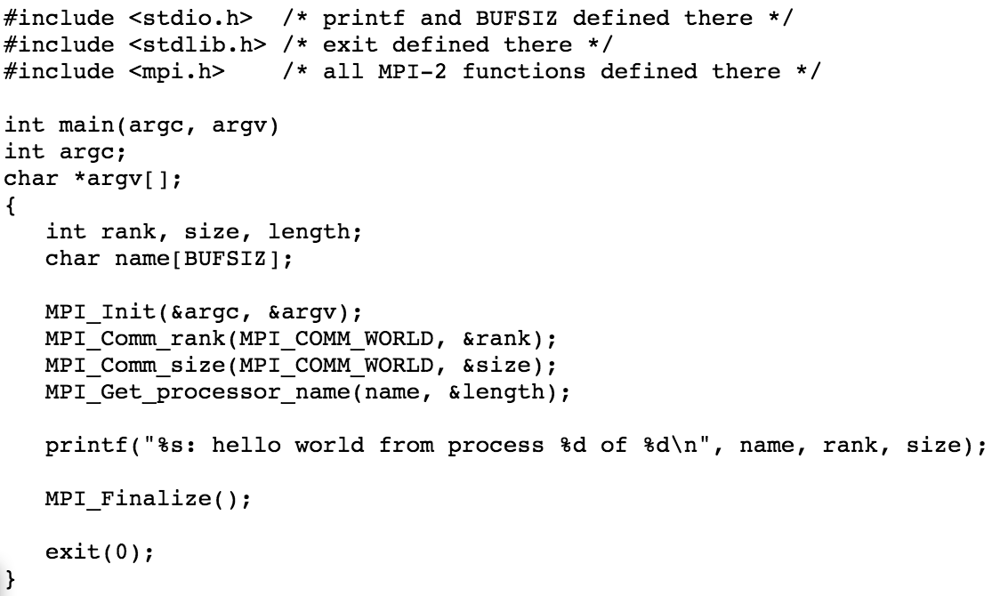 #include <stdio.h>  /* printf and BUFSIZ defined there */
#include <stdlib.h> /* exit defined there */
#include <mpi.h>    /* all MPI-2 functions defined there */

int main(argc, argv)
int argc;
char *argv[];
{
   int rank, size, length;
   char name[BUFSIZ];

   MPI_Init(&argc, &argv);
   MPI_Comm_rank(MPI_COMM_WORLD, &rank);
   MPI_Comm_size(MPI_COMM_WORLD, &size);
   MPI_Get_processor_name(name, &length);

   printf("%s: hello world from process %d of %d\n", name, rank, size);

   MPI_Finalize();

   exit(0);
}